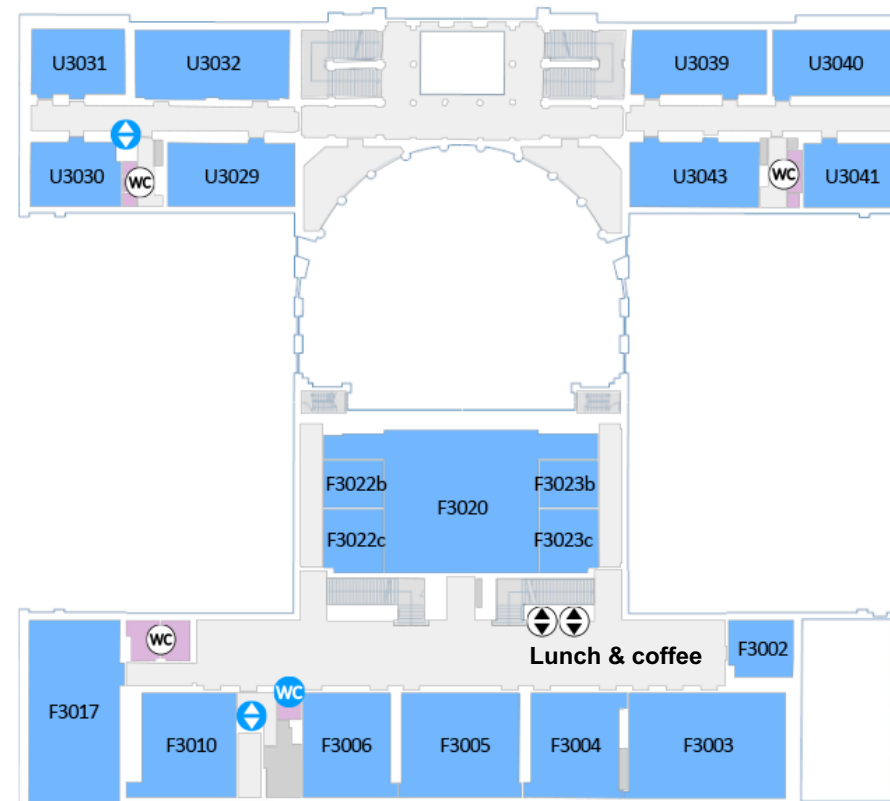 U3031
U3032
U3039
U3040
U3030
WC
U3029
U3043
WC
U3041
F3022b
F3023b
F3020
F3022c
F3023c
WC
Lunch & coffee
F3002
WC
F3017
F3010
F3006
F3005
F3004
F3003